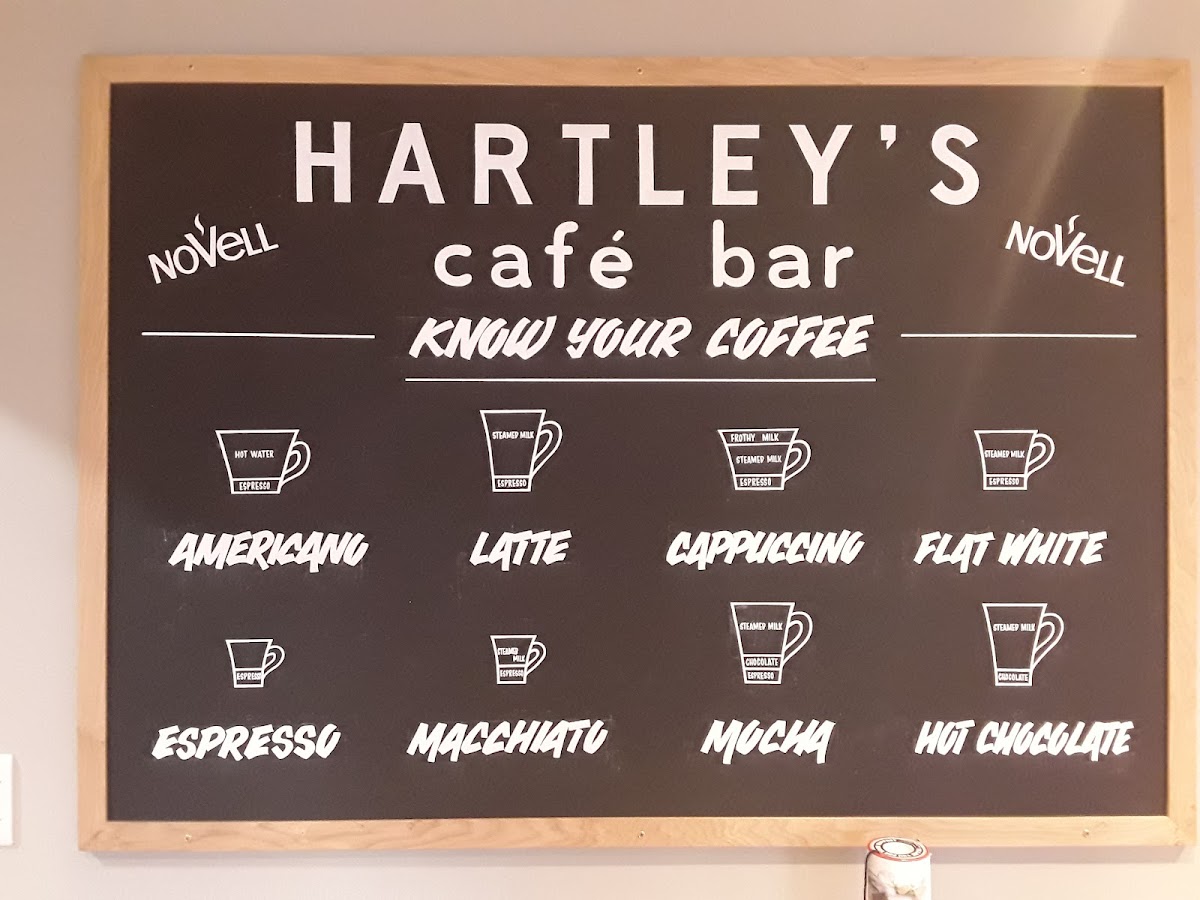 HARTLEY'S
NOVELL
café bar
NOVELL
KNOW YOUR COFFEE
HOT WATER
ESPRESSO
AMERICANO
STEAMED MILK
ESPRESSO
LATTE
FROTHY MILK
STEAMED MILK
ESPRESSO
CAPPUCCINO
STEAMED MILK
ESPRESSO
FLAT WHITE
ESPRESSO
ESPRESSO
STEAMED
MILK
ESPRESSO
MACCHIATO
STEAMED MILK
CHOCOLATE
ESPRESSO
MOCHA
STEAMED MILK
CHOCOLATE
HOT CHOCOLATE